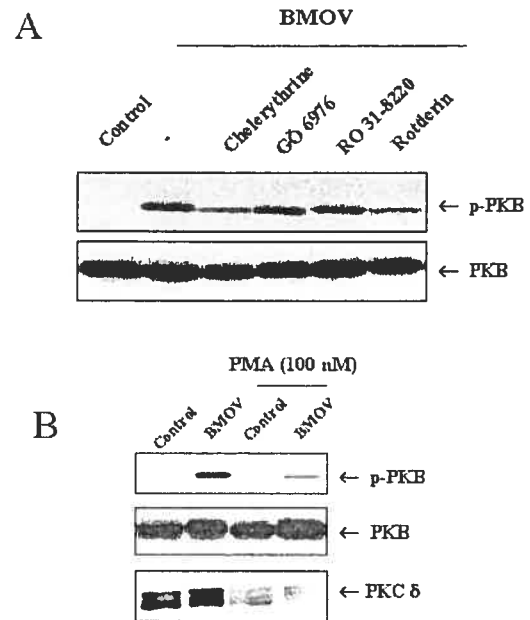 A
BMOV
Control
-
Chelerythrine
GÖ 6976
RO 31-8220
Rotderin
← p-PKB
← PKB
B
PMA (100 nM)
Control
BMOV
Control
BMOV
← p-PKB
← PKB
← PKC δ